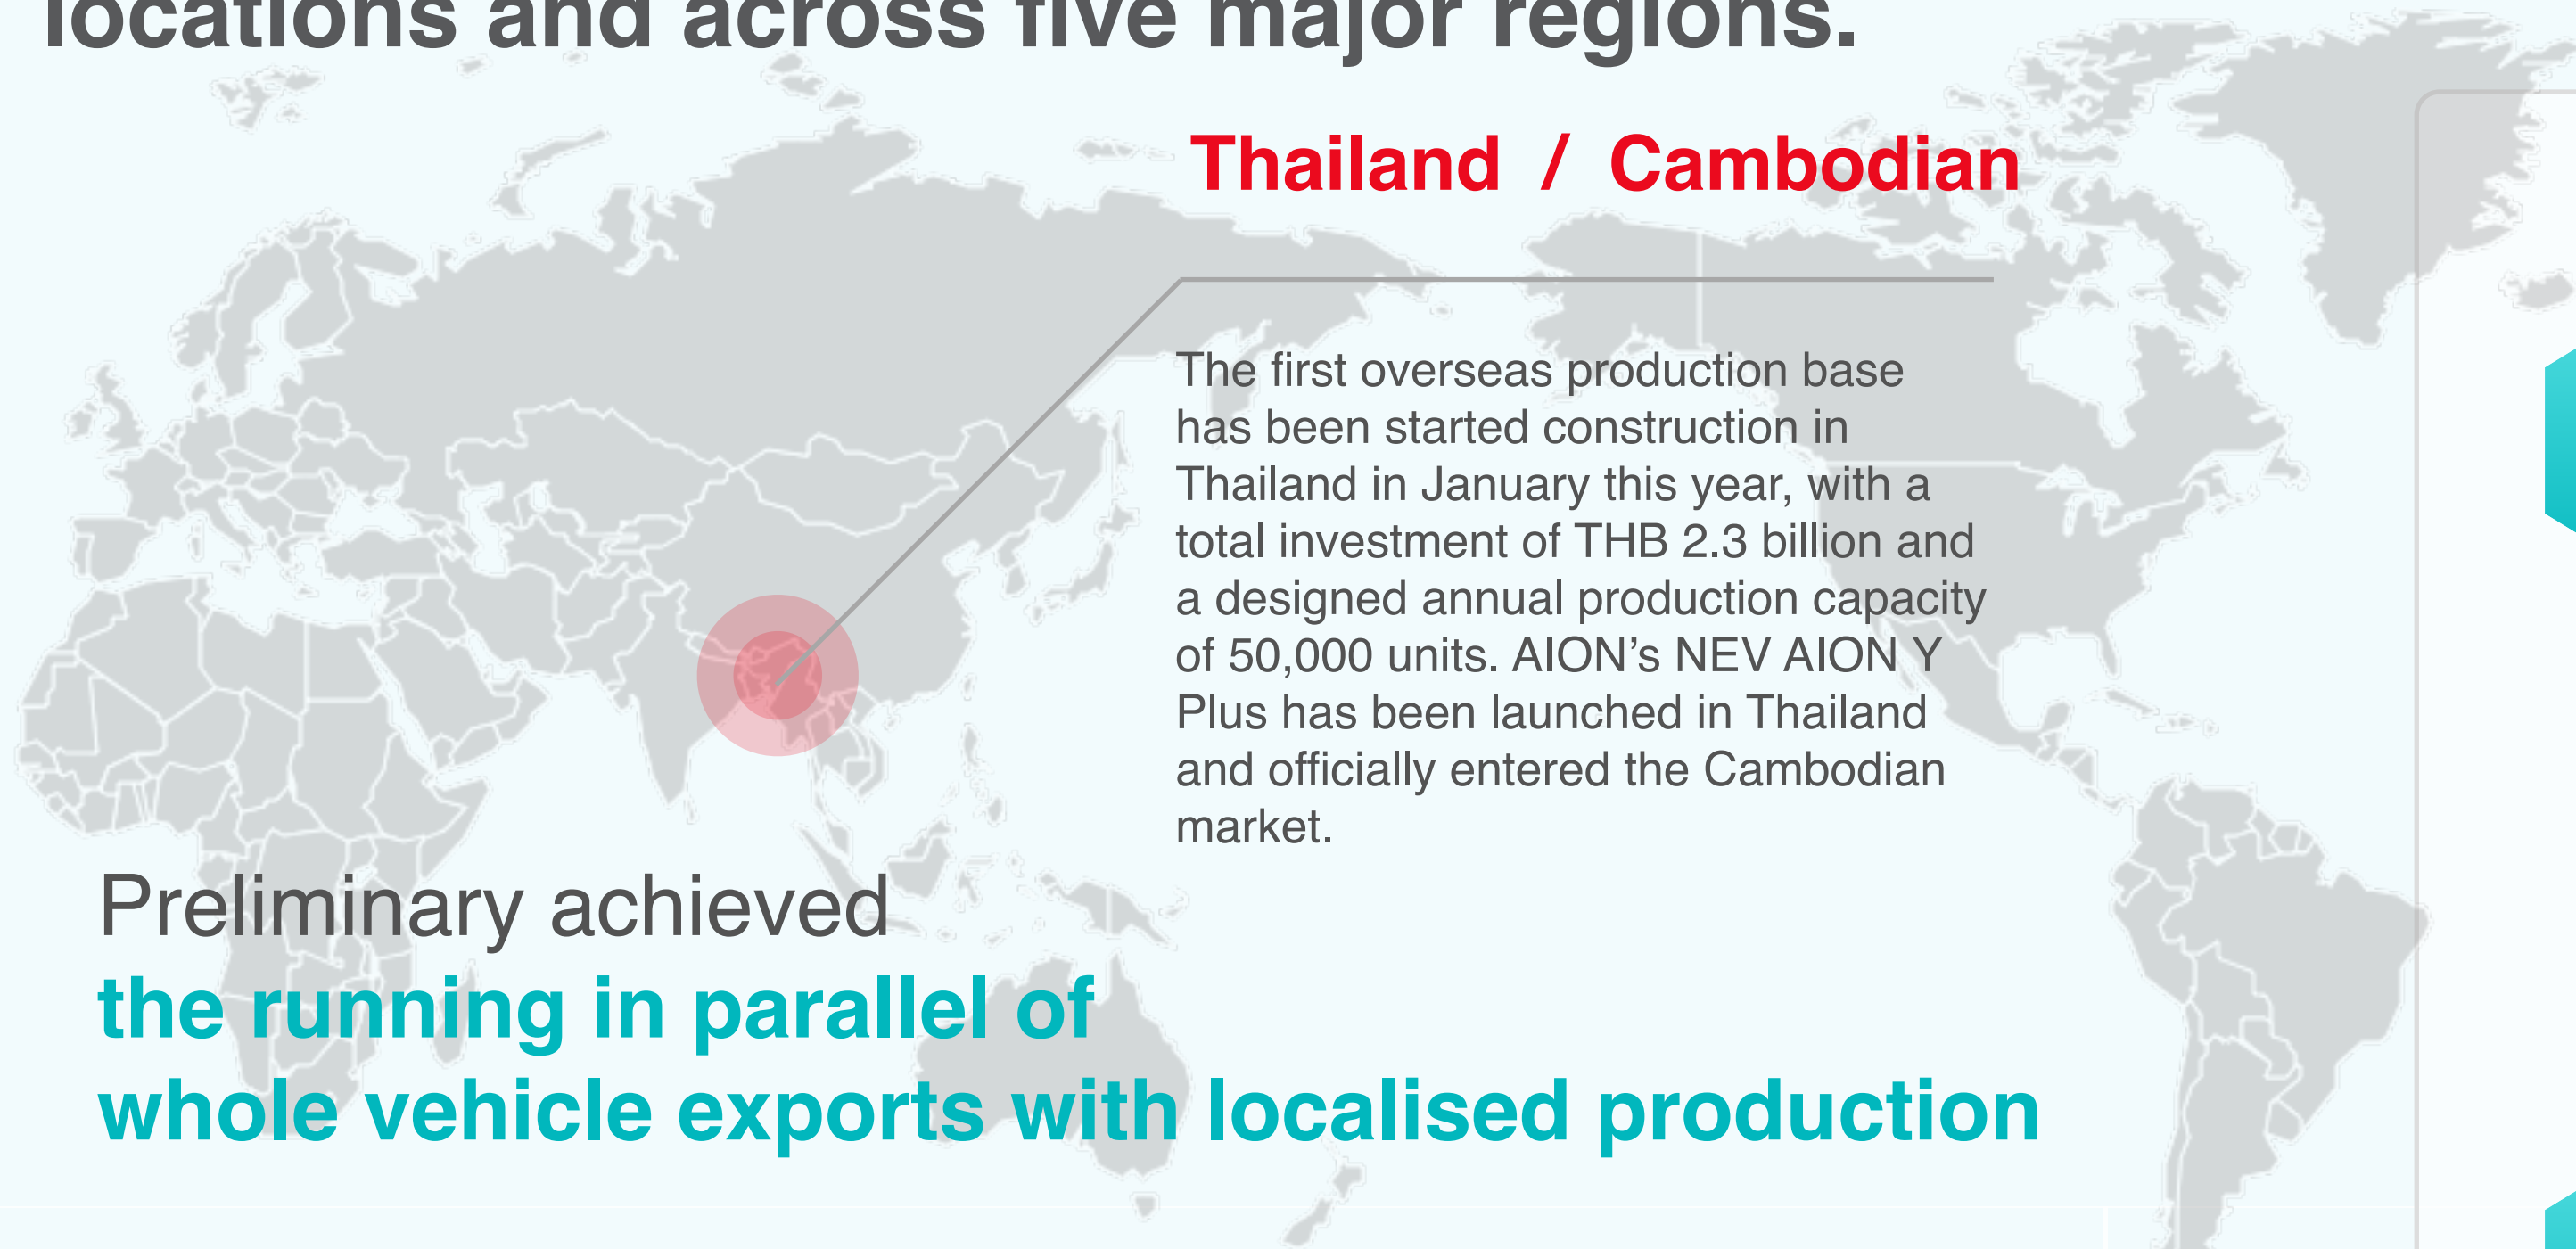 locations and across five major regions.
Thailand / Cambodian
The first overseas production base
has been started construction in
Thailand in January this year, with a
total investment of THB 2.3 billion and
a designed annual production capacity
of 50,000 units. AION’s NEV AION Y
Plus has been launched in Thailand
and officially entered the Cambodian
market.
Preliminary achieved
the running in parallel of
whole vehicle exports with localised production